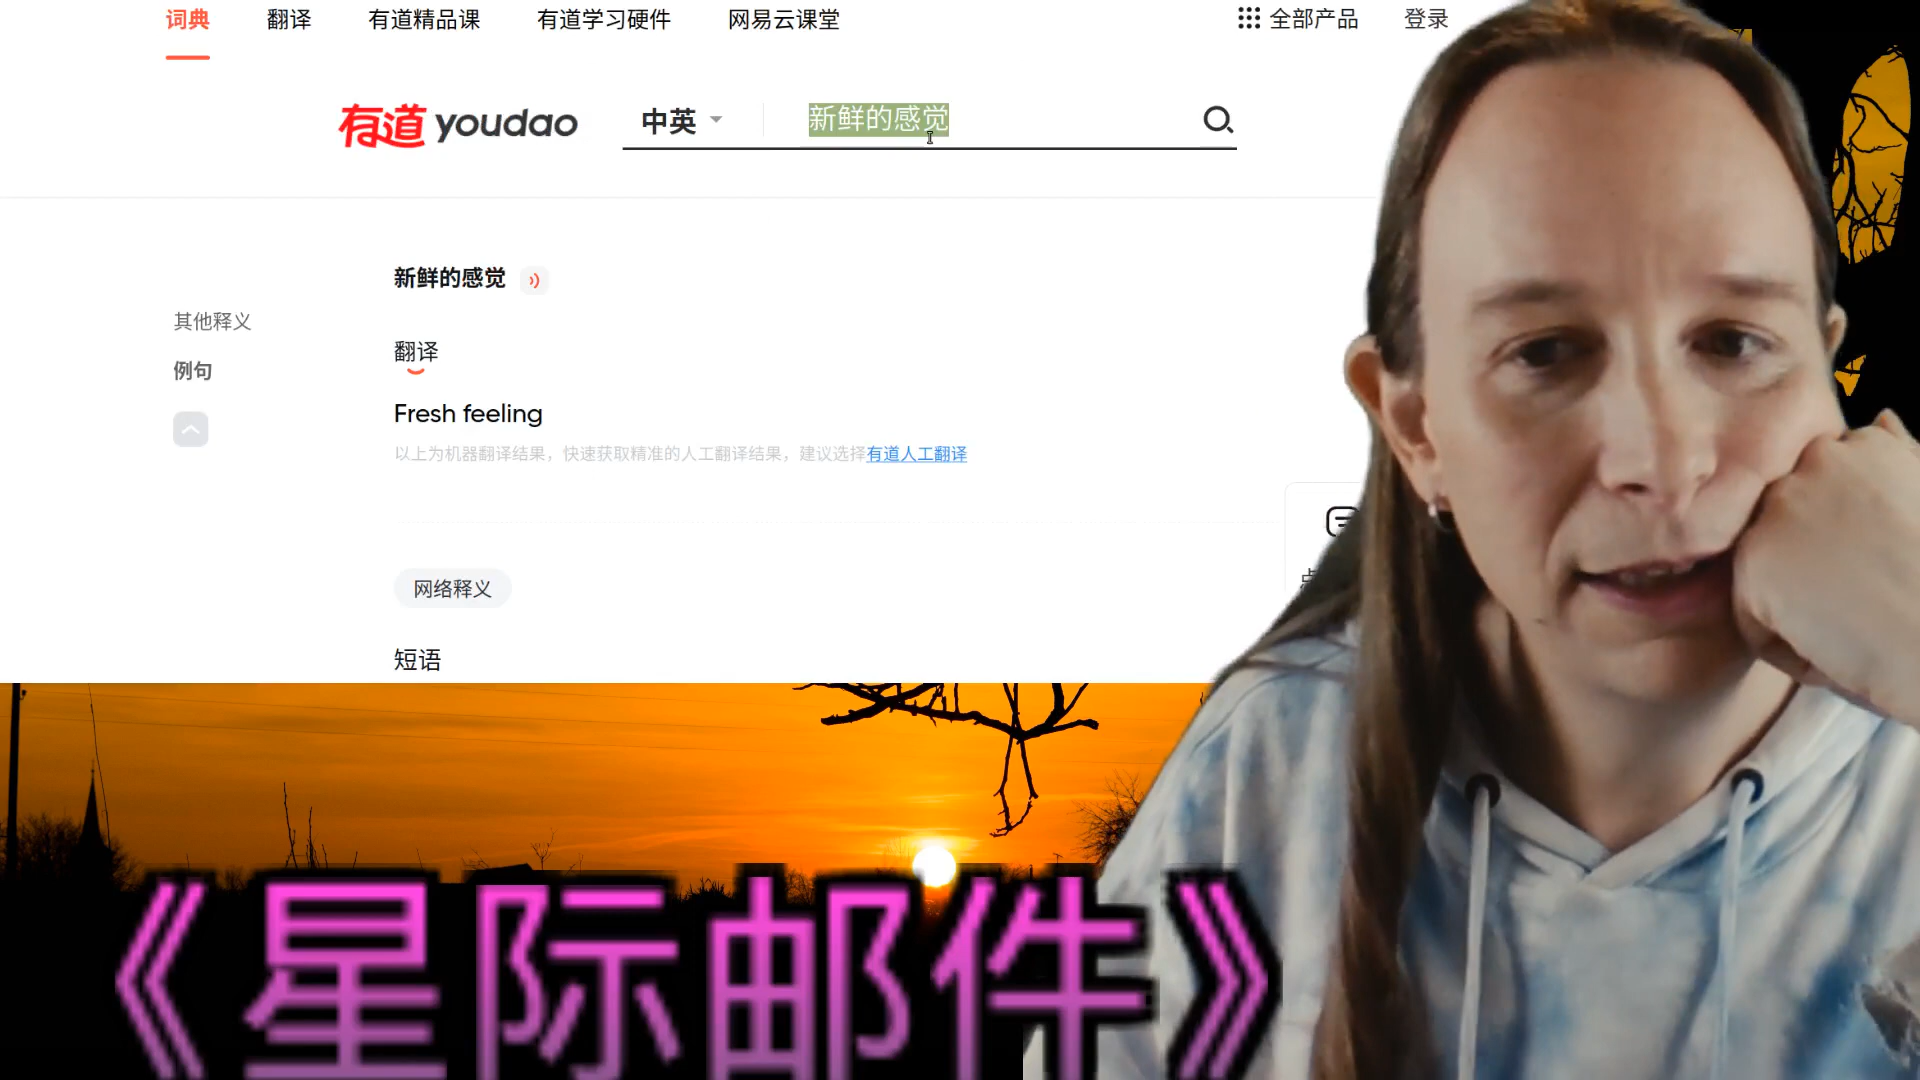 词典 翻译 有道精品课 有道学习硬件 网易云课堂 全部产品 登录
有道 youdao 中英 新鲜的感觉
新鲜的感觉
其他释义
翻译
例句
Fresh feeling
以上为机器翻译结果，快速获取精准的人工翻译结果，建议选择有道人工翻译
网络释义
短语
《星际邮件》